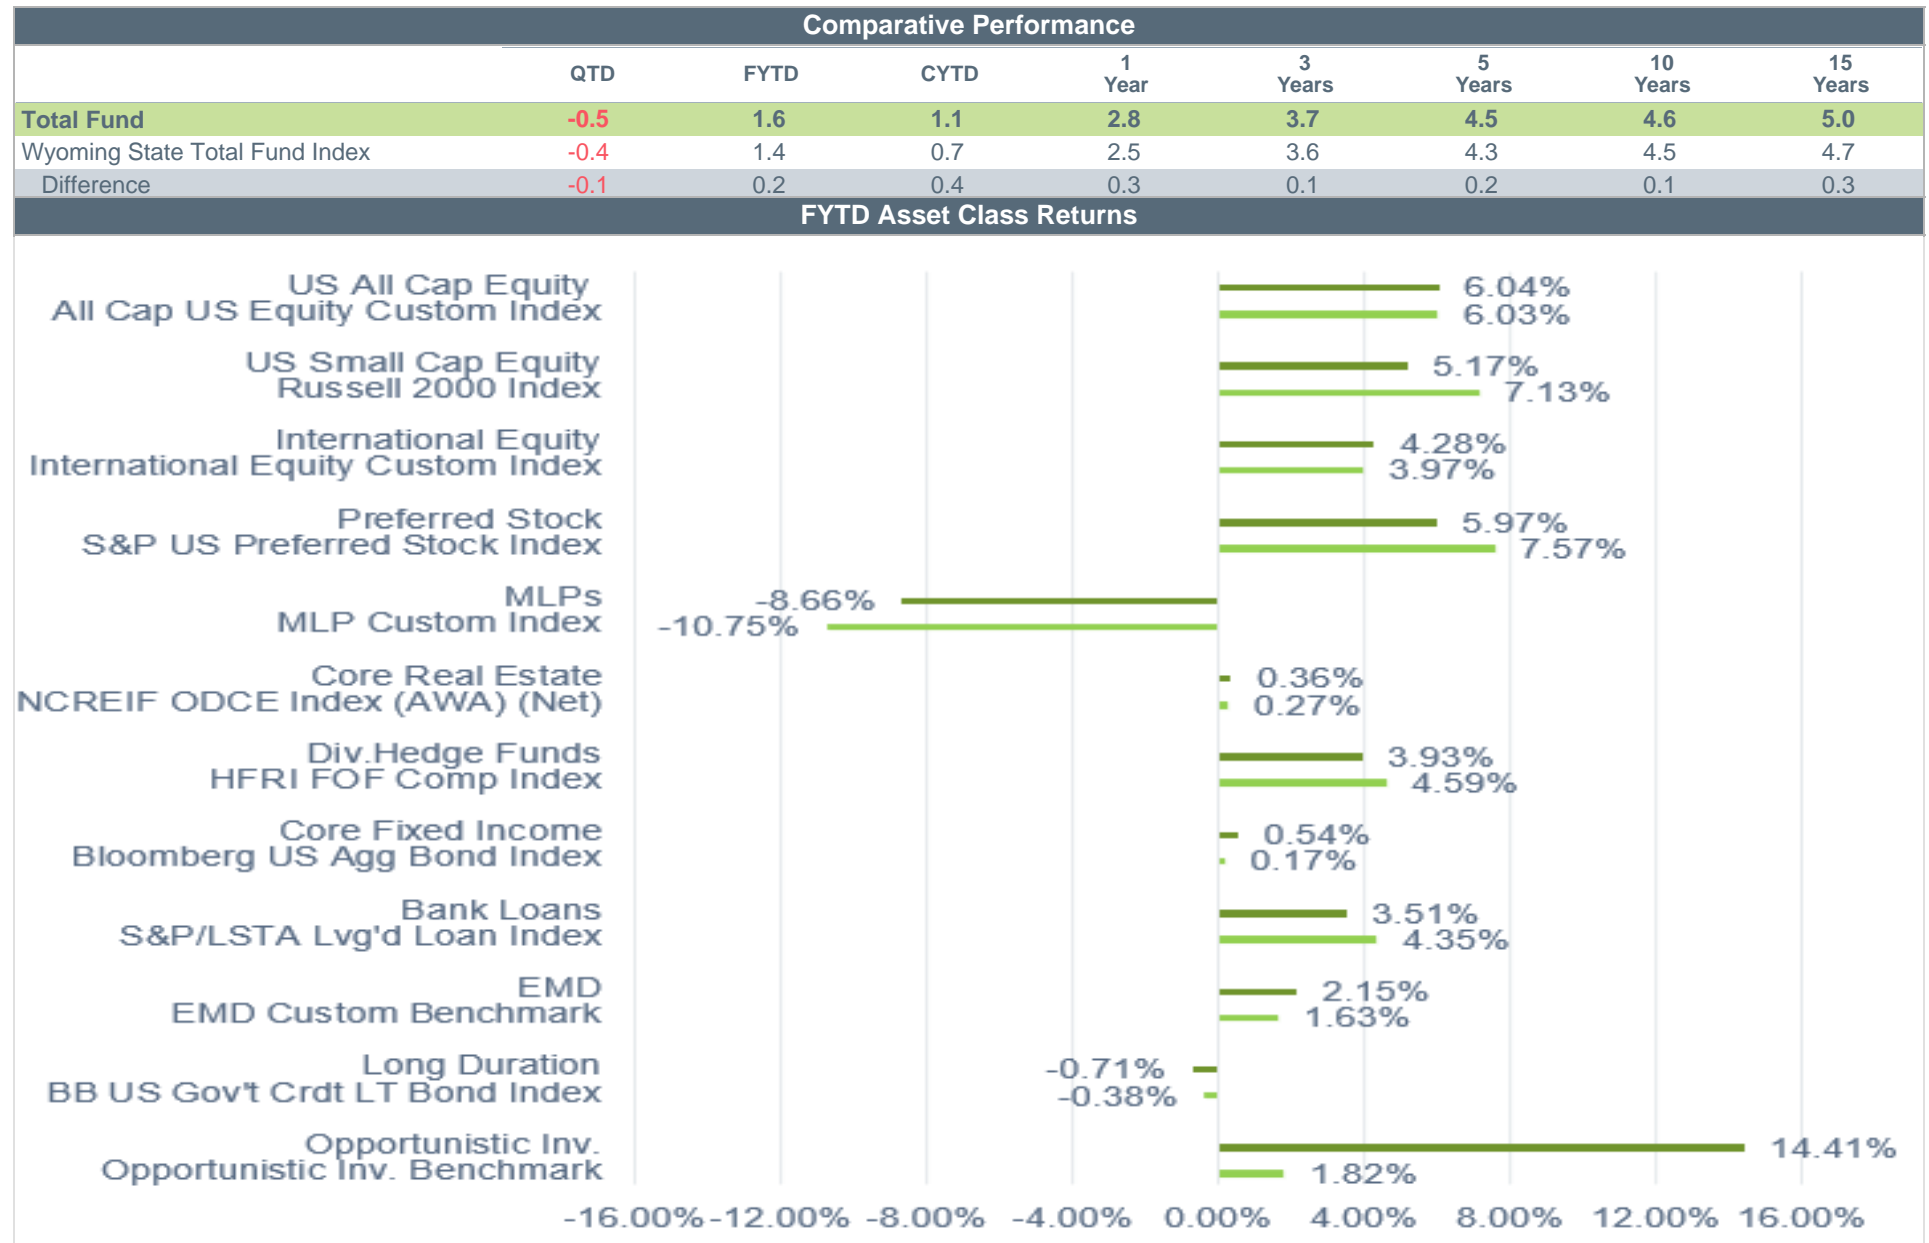 Comparative Performance
QTD FYTD CYTD 1 Year 3 Years 5 Years 10 Years 15 Years
Total Fund -0.5 1.6 1.1 2.8 3.7 4.5 4.6 5.0
Wyoming State Total Fund Index -0.4 1.4 0.7 2.5 3.6 4.3 4.5 4.7
Difference -0.1 0.2 0.4 0.3 0.1 0.2 0.1 0.3
FYTD Asset Class Returns
US All Cap Equity 6.04%
All Cap US Equity Custom Index 6.03%
US Small Cap Equity 5.17%
Russell 2000 Index 7.13%
International Equity 4.28%
International Equity Custom Index 3.97%
Preferred Stock 5.97%
S&P US Preferred Stock Index 7.57%
MLPs -8.66%
MLP Custom Index -10.75%
Core Real Estate 0.36%
NCREIF ODCE Index (AWA) (Net) 0.27%
Div.Hedge Funds 3.93%
HFRI FOF Comp Index 4.59%
Core Fixed Income 0.54%
Bloomberg US Agg Bond Index 0.17%
Bank Loans 3.51%
S&P/LSTA Lvg'd Loan Index 4.35%
EMD 2.15%
EMD Custom Benchmark 1.63%
Long Duration -0.71%
BB US Gov't Crdt LT Bond Index -0.38%
Opportunistic Inv. 14.41%
Opportunistic Inv. Benchmark 1.82%
-16.00% -12.00% -8.00% -4.00% 0.00% 4.00% 8.00% 12.00% 16.00%